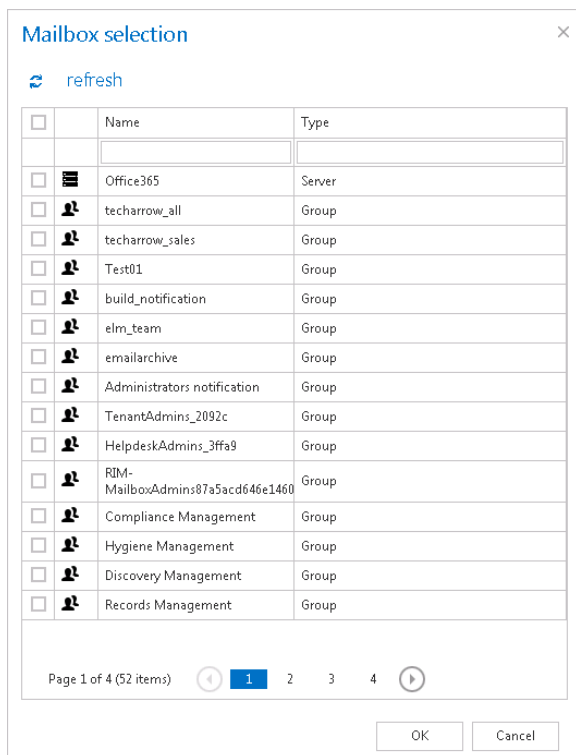 Mailbox selection
refresh
Name Type
Office365 Server
techarrow_all Group
techarrow_sales Group
Test01 Group
build_notification Group
elm_team Group
emailarchive Group
Administrators notification Group
TenantAdmins_2092c Group
HelpdeskAdmins_3ffa9 Group
RIM-
MailboxAdmins87a5acd646e1460 Group
Compliance Management Group
Hygiene Management Group
Discovery Management Group
Records Management Group
Page 1 of 4 (52 items) 1 2 3 4
OK Cancel